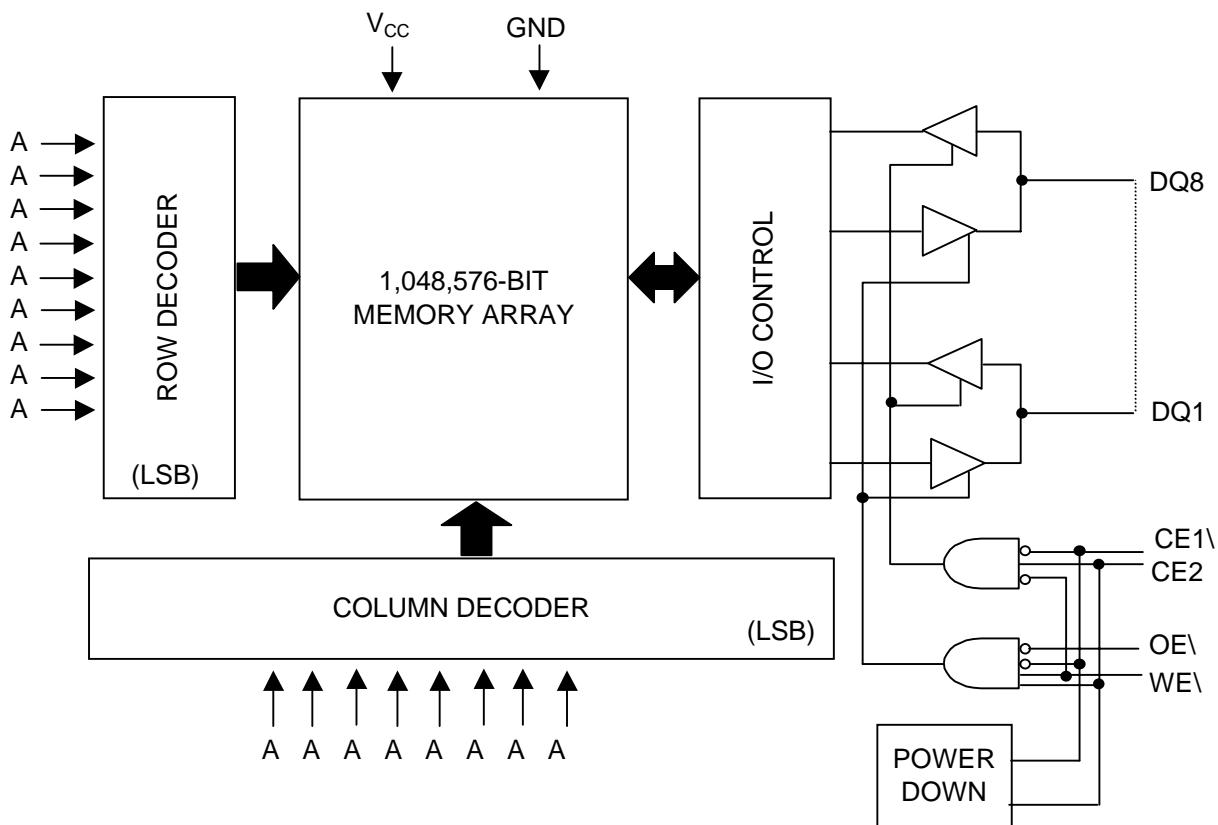 V_CC
GND
A
A
A
A
A
A
A
A
A
ROW DECODER
(LSB)
1,048,576-BIT
MEMORY ARRAY
I/O CONTROL
DQ8
DQ1
CE1\
CE2
COLUMN DECODER
(LSB)
OE\
WE\
A A A A A A A A
POWER
DOWN